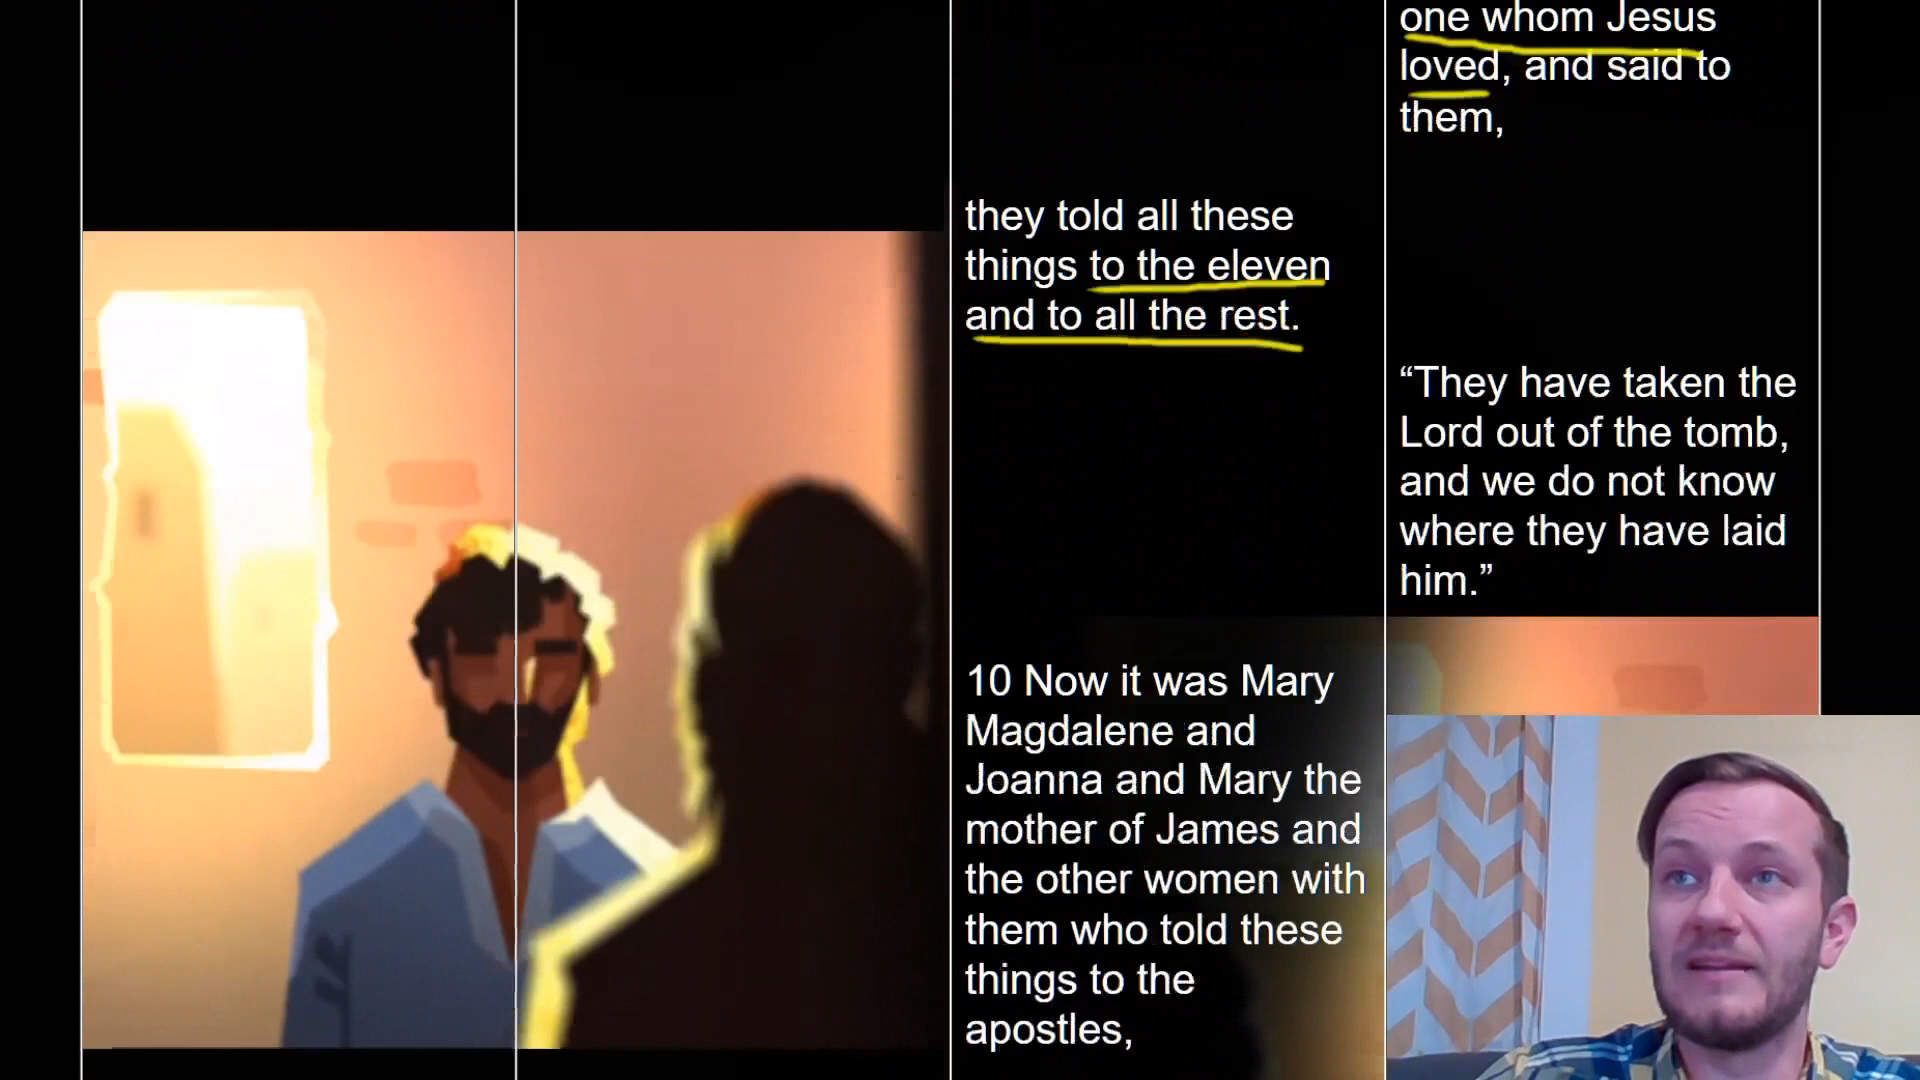 they told all these
things to the eleven
and to all the rest.
10 Now it was Mary
Magdalene and
Joanna and Mary the
mother of James and
the other women with
them who told these
things to the
apostles,
one whom Jesus
loved, and said to
them,
“They have taken the
Lord out of the tomb,
and we do not know
where they have laid
him.”